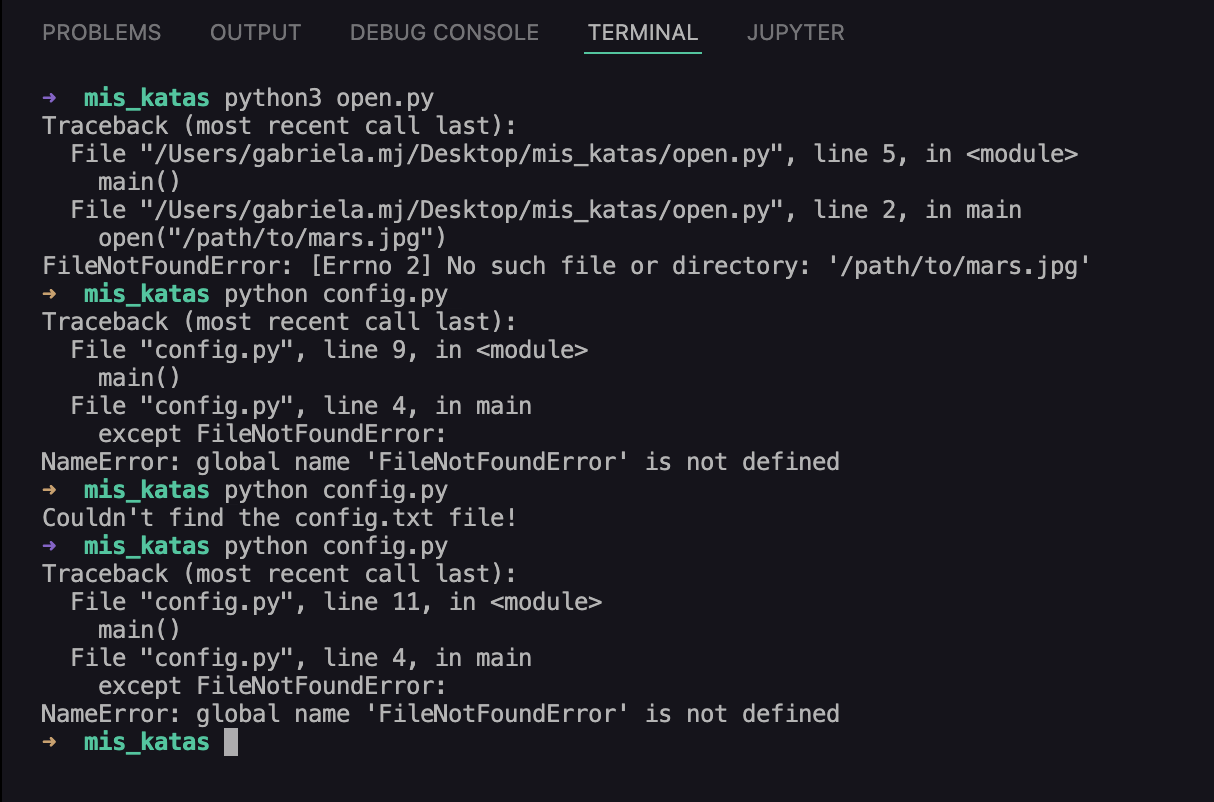 PROBLEMS OUTPUT DEBUG CONSOLE TERMINAL JUPYTER
→ mis_katas python3 open.py
Traceback (most recent call last):
  File "/Users/gabriela.mj/Desktop/mis_katas/open.py", line 5, in <module>
    main()
  File "/Users/gabriela.mj/Desktop/mis_katas/open.py", line 2, in main
    open("/path/to/mars.jpg")
FileNotFoundError: [Errno 2] No such file or directory: '/path/to/mars.jpg'
→ mis_katas python config.py
Traceback (most recent call last):
  File "config.py", line 9, in <module>
    main()
  File "config.py", line 4, in main
    except FileNotFoundError:
NameError: global name 'FileNotFoundError' is not defined
→ mis_katas python config.py
Couldn't find the config.txt file!
→ mis_katas python config.py
Traceback (most recent call last):
  File "config.py", line 11, in <module>
    main()
  File "config.py", line 4, in main
    except FileNotFoundError:
NameError: global name 'FileNotFoundError' is not defined
→ mis_katas